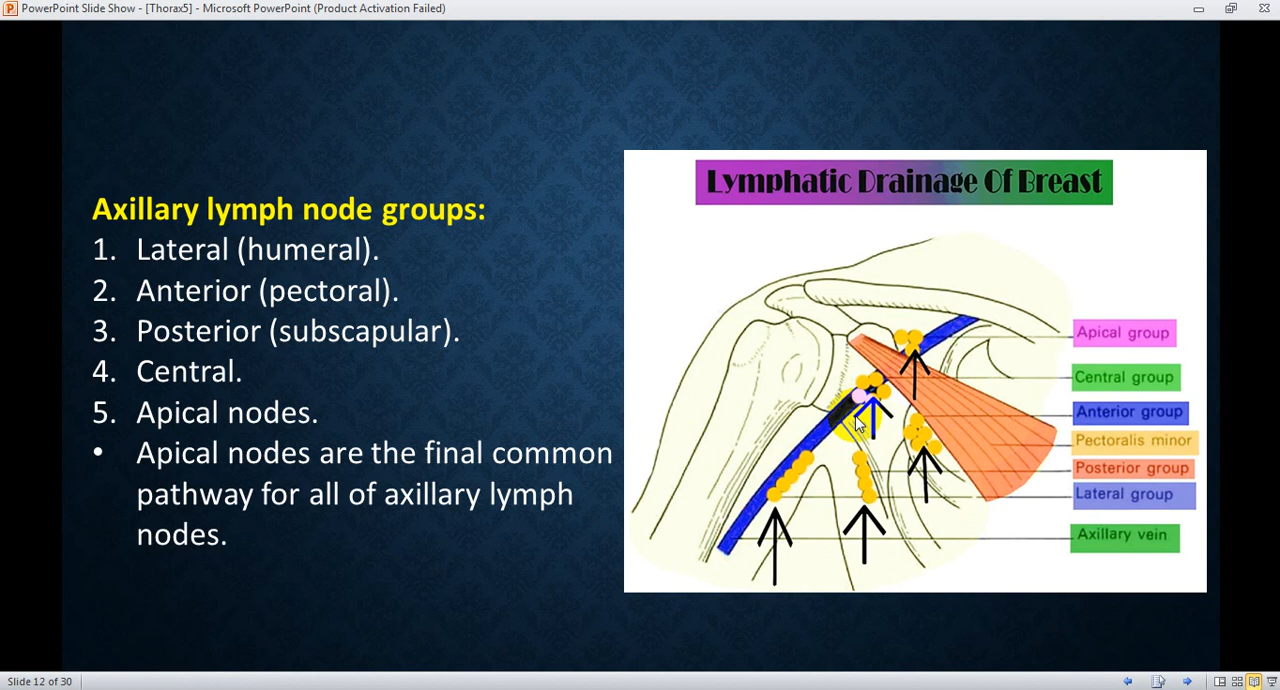 PowerPoint Slide Show - [Thorax5] - Microsoft PowerPoint (Product Activation Failed)
Axillary lymph node groups:
1. Lateral (humeral).
2. Anterior (pectoral).
3. Posterior (subscapular).
4. Central.
5. Apical nodes.
• Apical nodes are the final common
pathway for all of axillary lymph
nodes.
Lymphatic Drainage Of Breast
Apical group
Central group
Anterior group
Pectoralis minor
Posterior group
Lateral group
Axillary vein
Slide 12 of 30